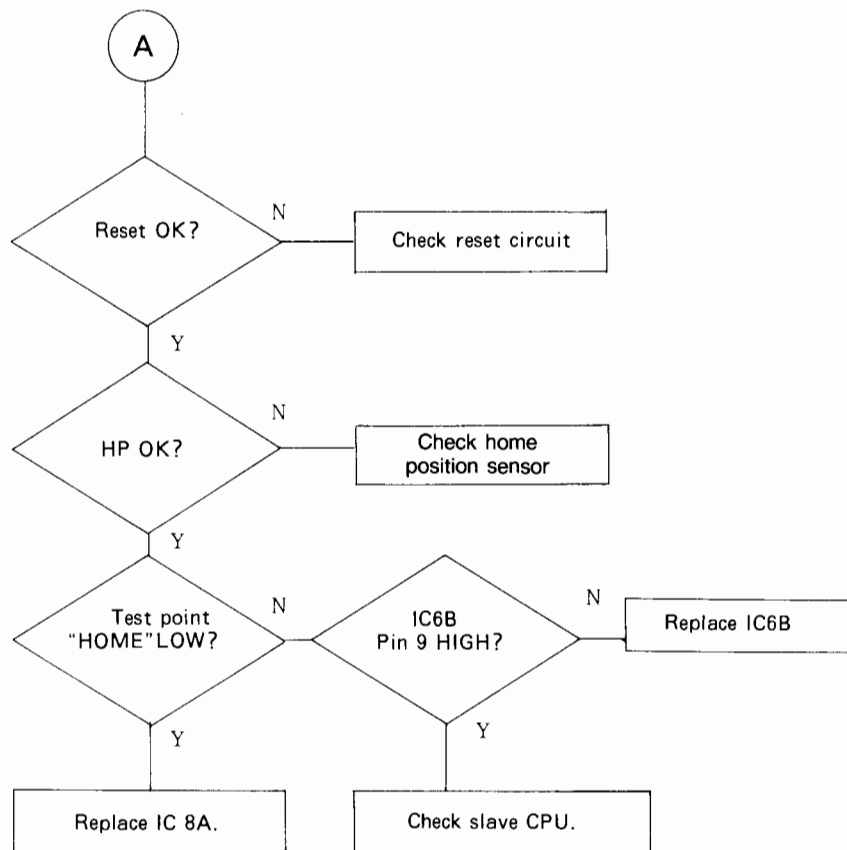 A
Reset OK?
N
Check reset circuit
Y
HP OK?
N
Check home
position sensor
Y
Test point
"HOME"LOW?
N
IC6B
Pin 9 HIGH?
N
Replace IC6B
Y
Replace IC 8A.
Y
Check slave CPU.